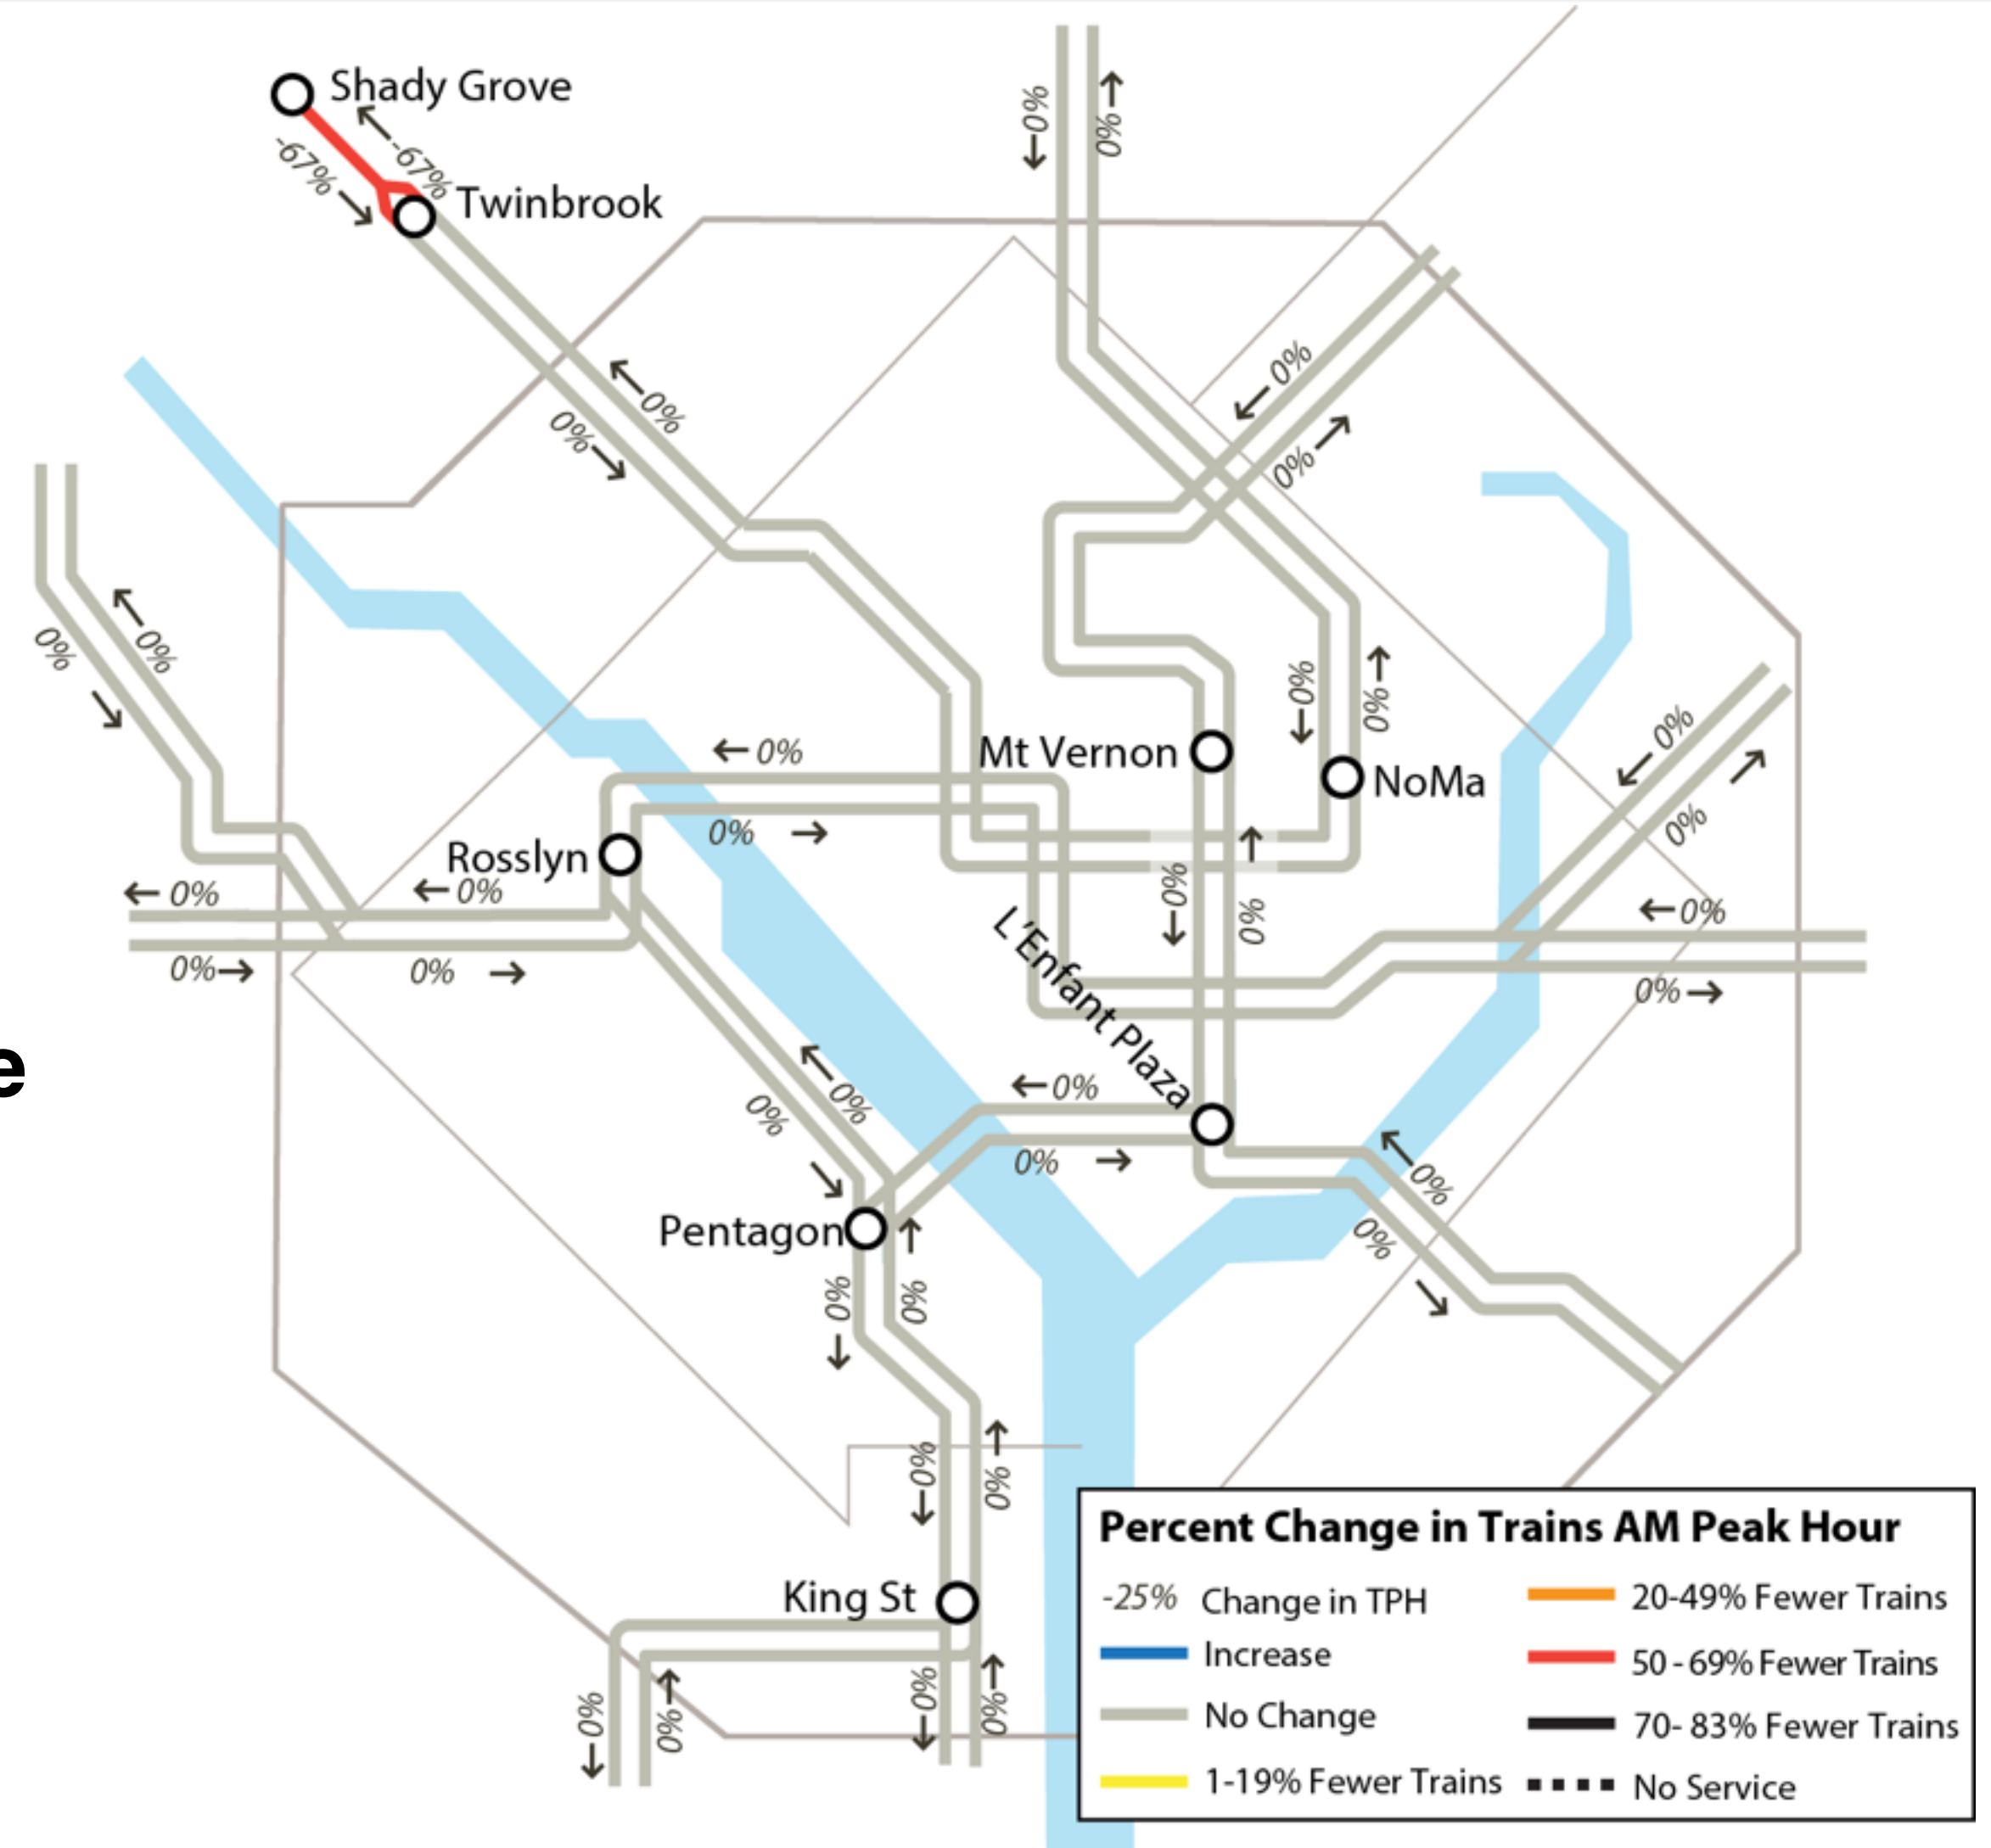 Shady Grove
-67%
-67%
Twinbrook
0%
0%
0%
0%
0%
0%
0%
0%
0%
0%
Mt Vernon
NoMa
0%
0%
0%
0%
Rosslyn
0%
0%
0%
0%
0%
0%
0%
0%
0%
0%
L'Enfant Plaza
0%
0%
0%
0%
0%
0%
Pentagon
0%
0%
0%
0%
King St
0%
0%
0%
0%
e
Percent Change in Trains AM Peak Hour
-25% Change in TPH
Increase
No Change
1-19% Fewer Trains
20-49% Fewer Trains
50 - 69% Fewer Trains
70- 83% Fewer Trains
No Service